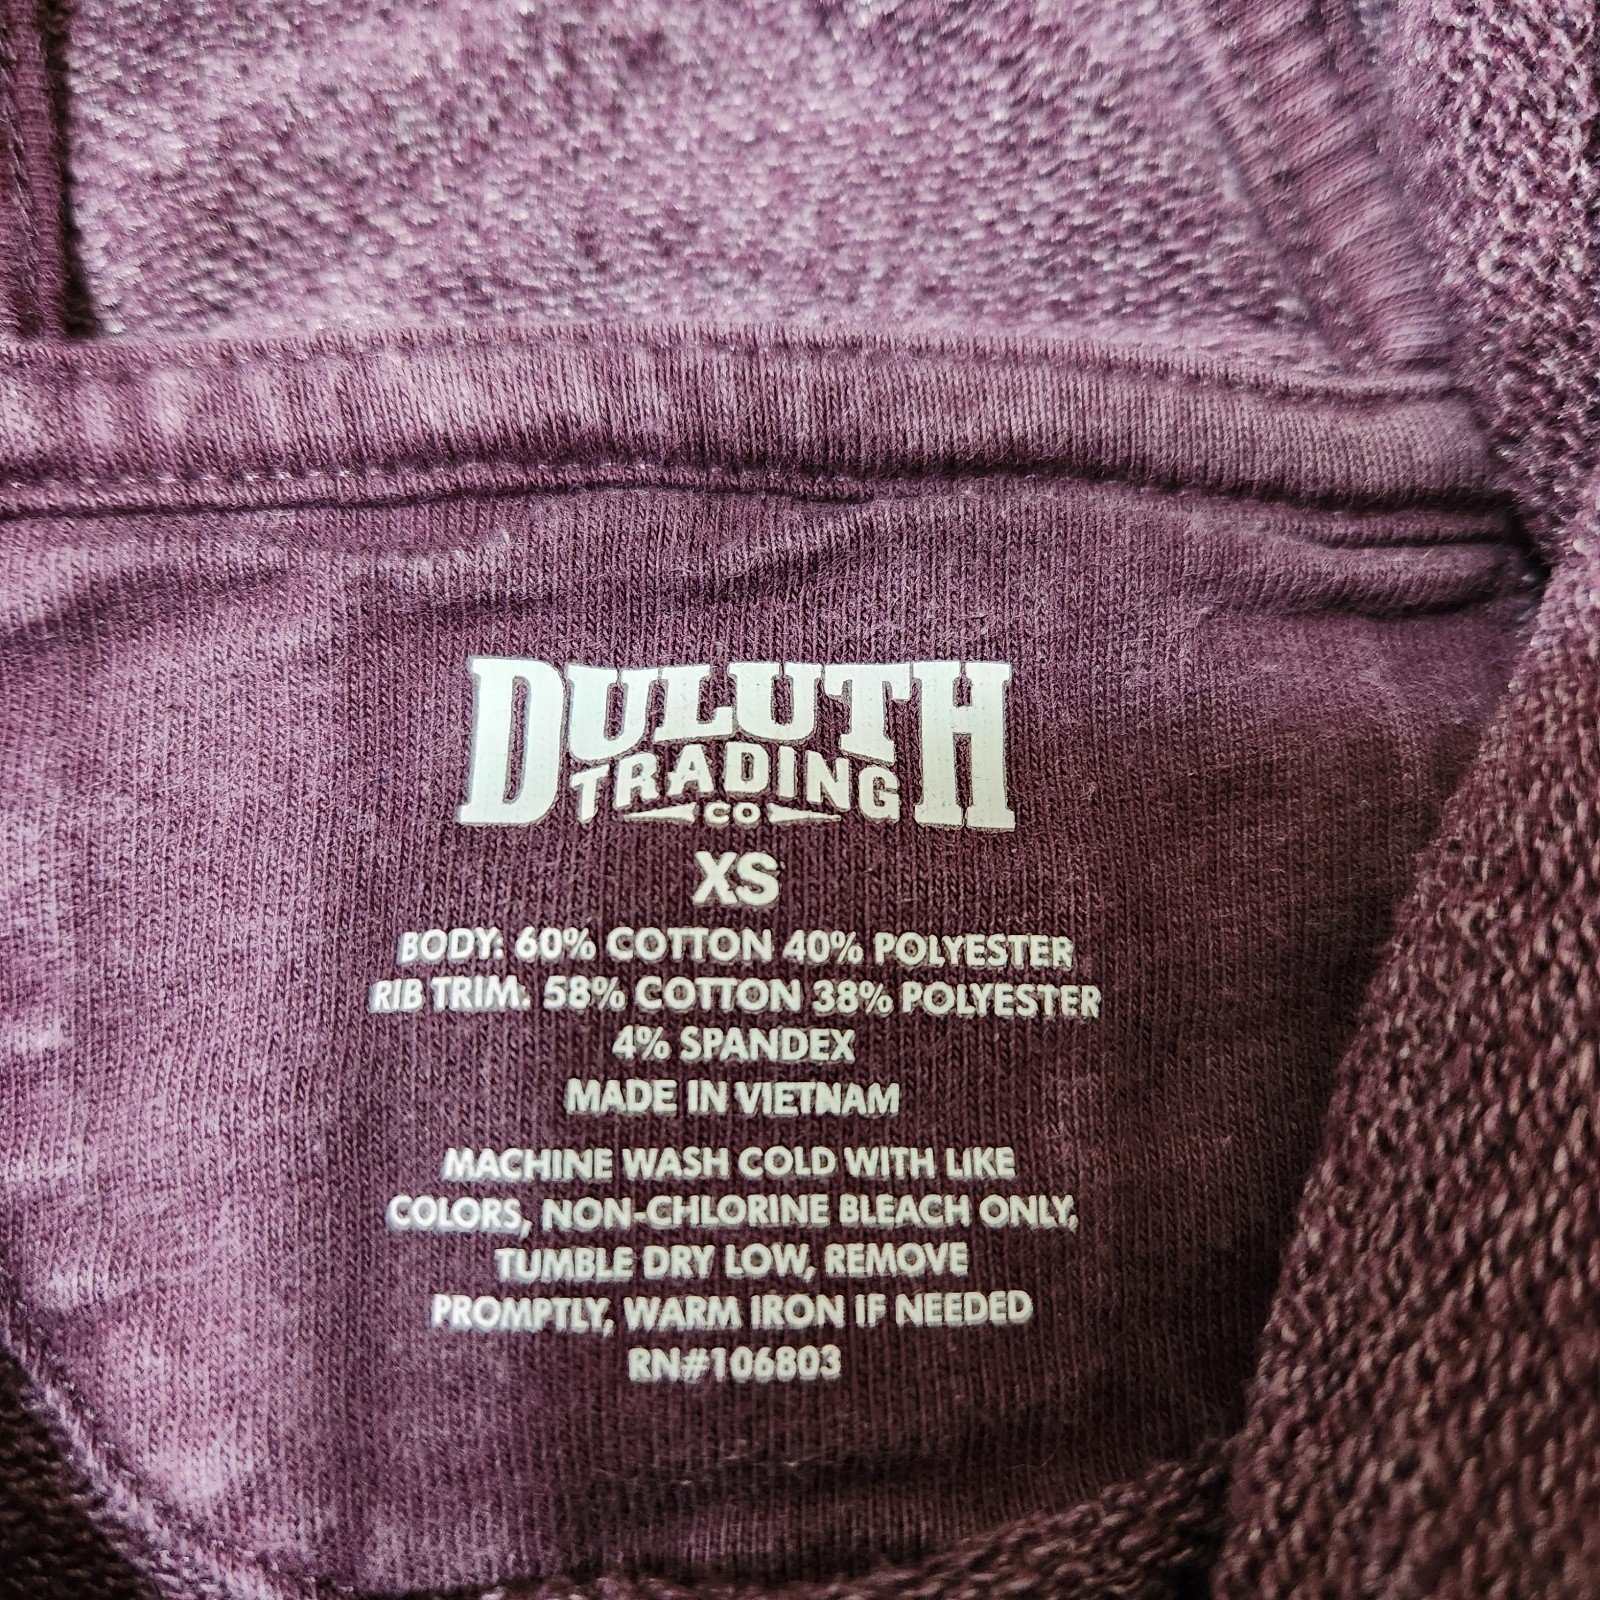 DULUTH
TRADING
CO
XS
BODY: 60% COTTON 40% POLYESTER
RIB TRIM: 58% COTTON 38% POLYESTER
4% SPANDEX
MADE IN VIETNAM
MACHINE WASH COLD WITH LIKE
COLORS, NON-CHLORINE BLEACH ONLY,
TUMBLE DRY LOW, REMOVE
PROMPTLY, WARM IRON IF NEEDED
RN#106803